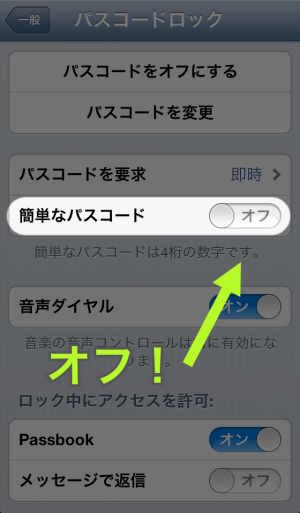 一般
パスコードロック
パスコードをオフにする
パスコードを変更
パスコードを要求 即時
簡単なパスコード オフ
簡単なパスコードは4桁の数字です。
音声ダイヤル オン
音楽の音声コントロールは
に有効にな
ります。
オフ！
ロック中にアクセスを許可:
Passbook オン
メッセージで返信 オフ